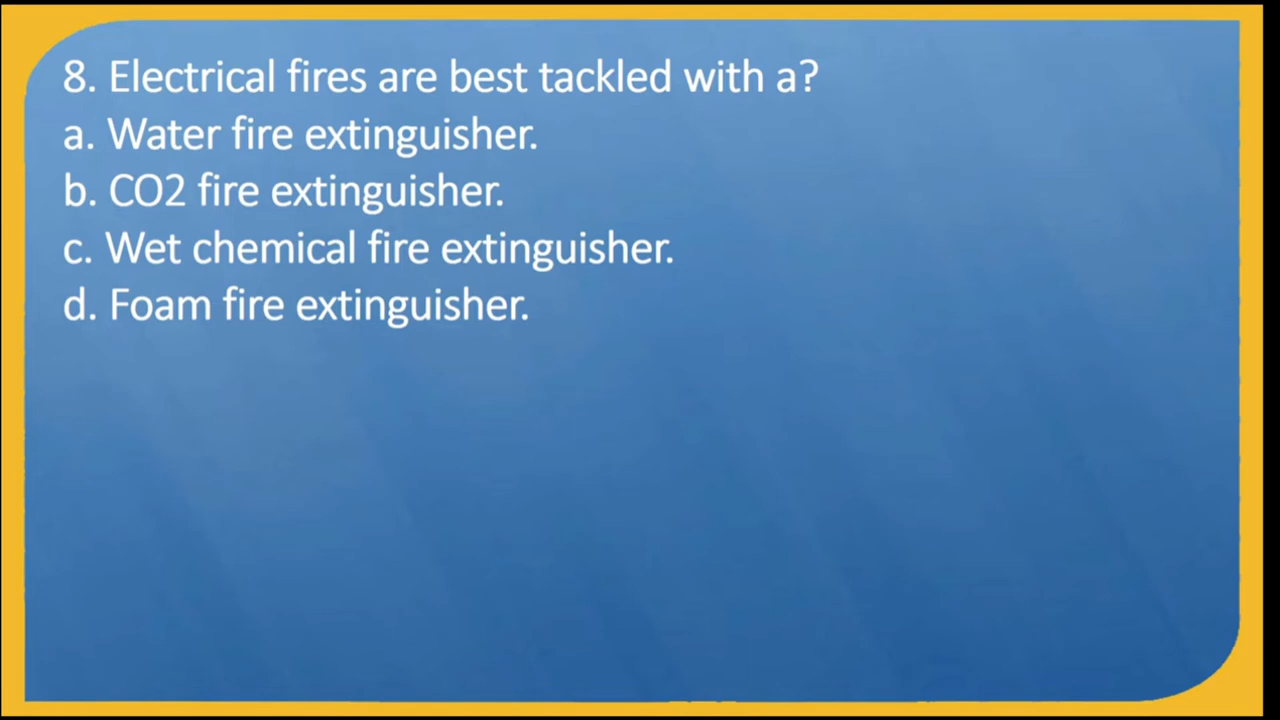 8. Electrical fires are best tackled with a?
a. Water fire extinguisher.
b. CO2 fire extinguisher.
c. Wet chemical fire extinguisher.
d. Foam fire extinguisher.